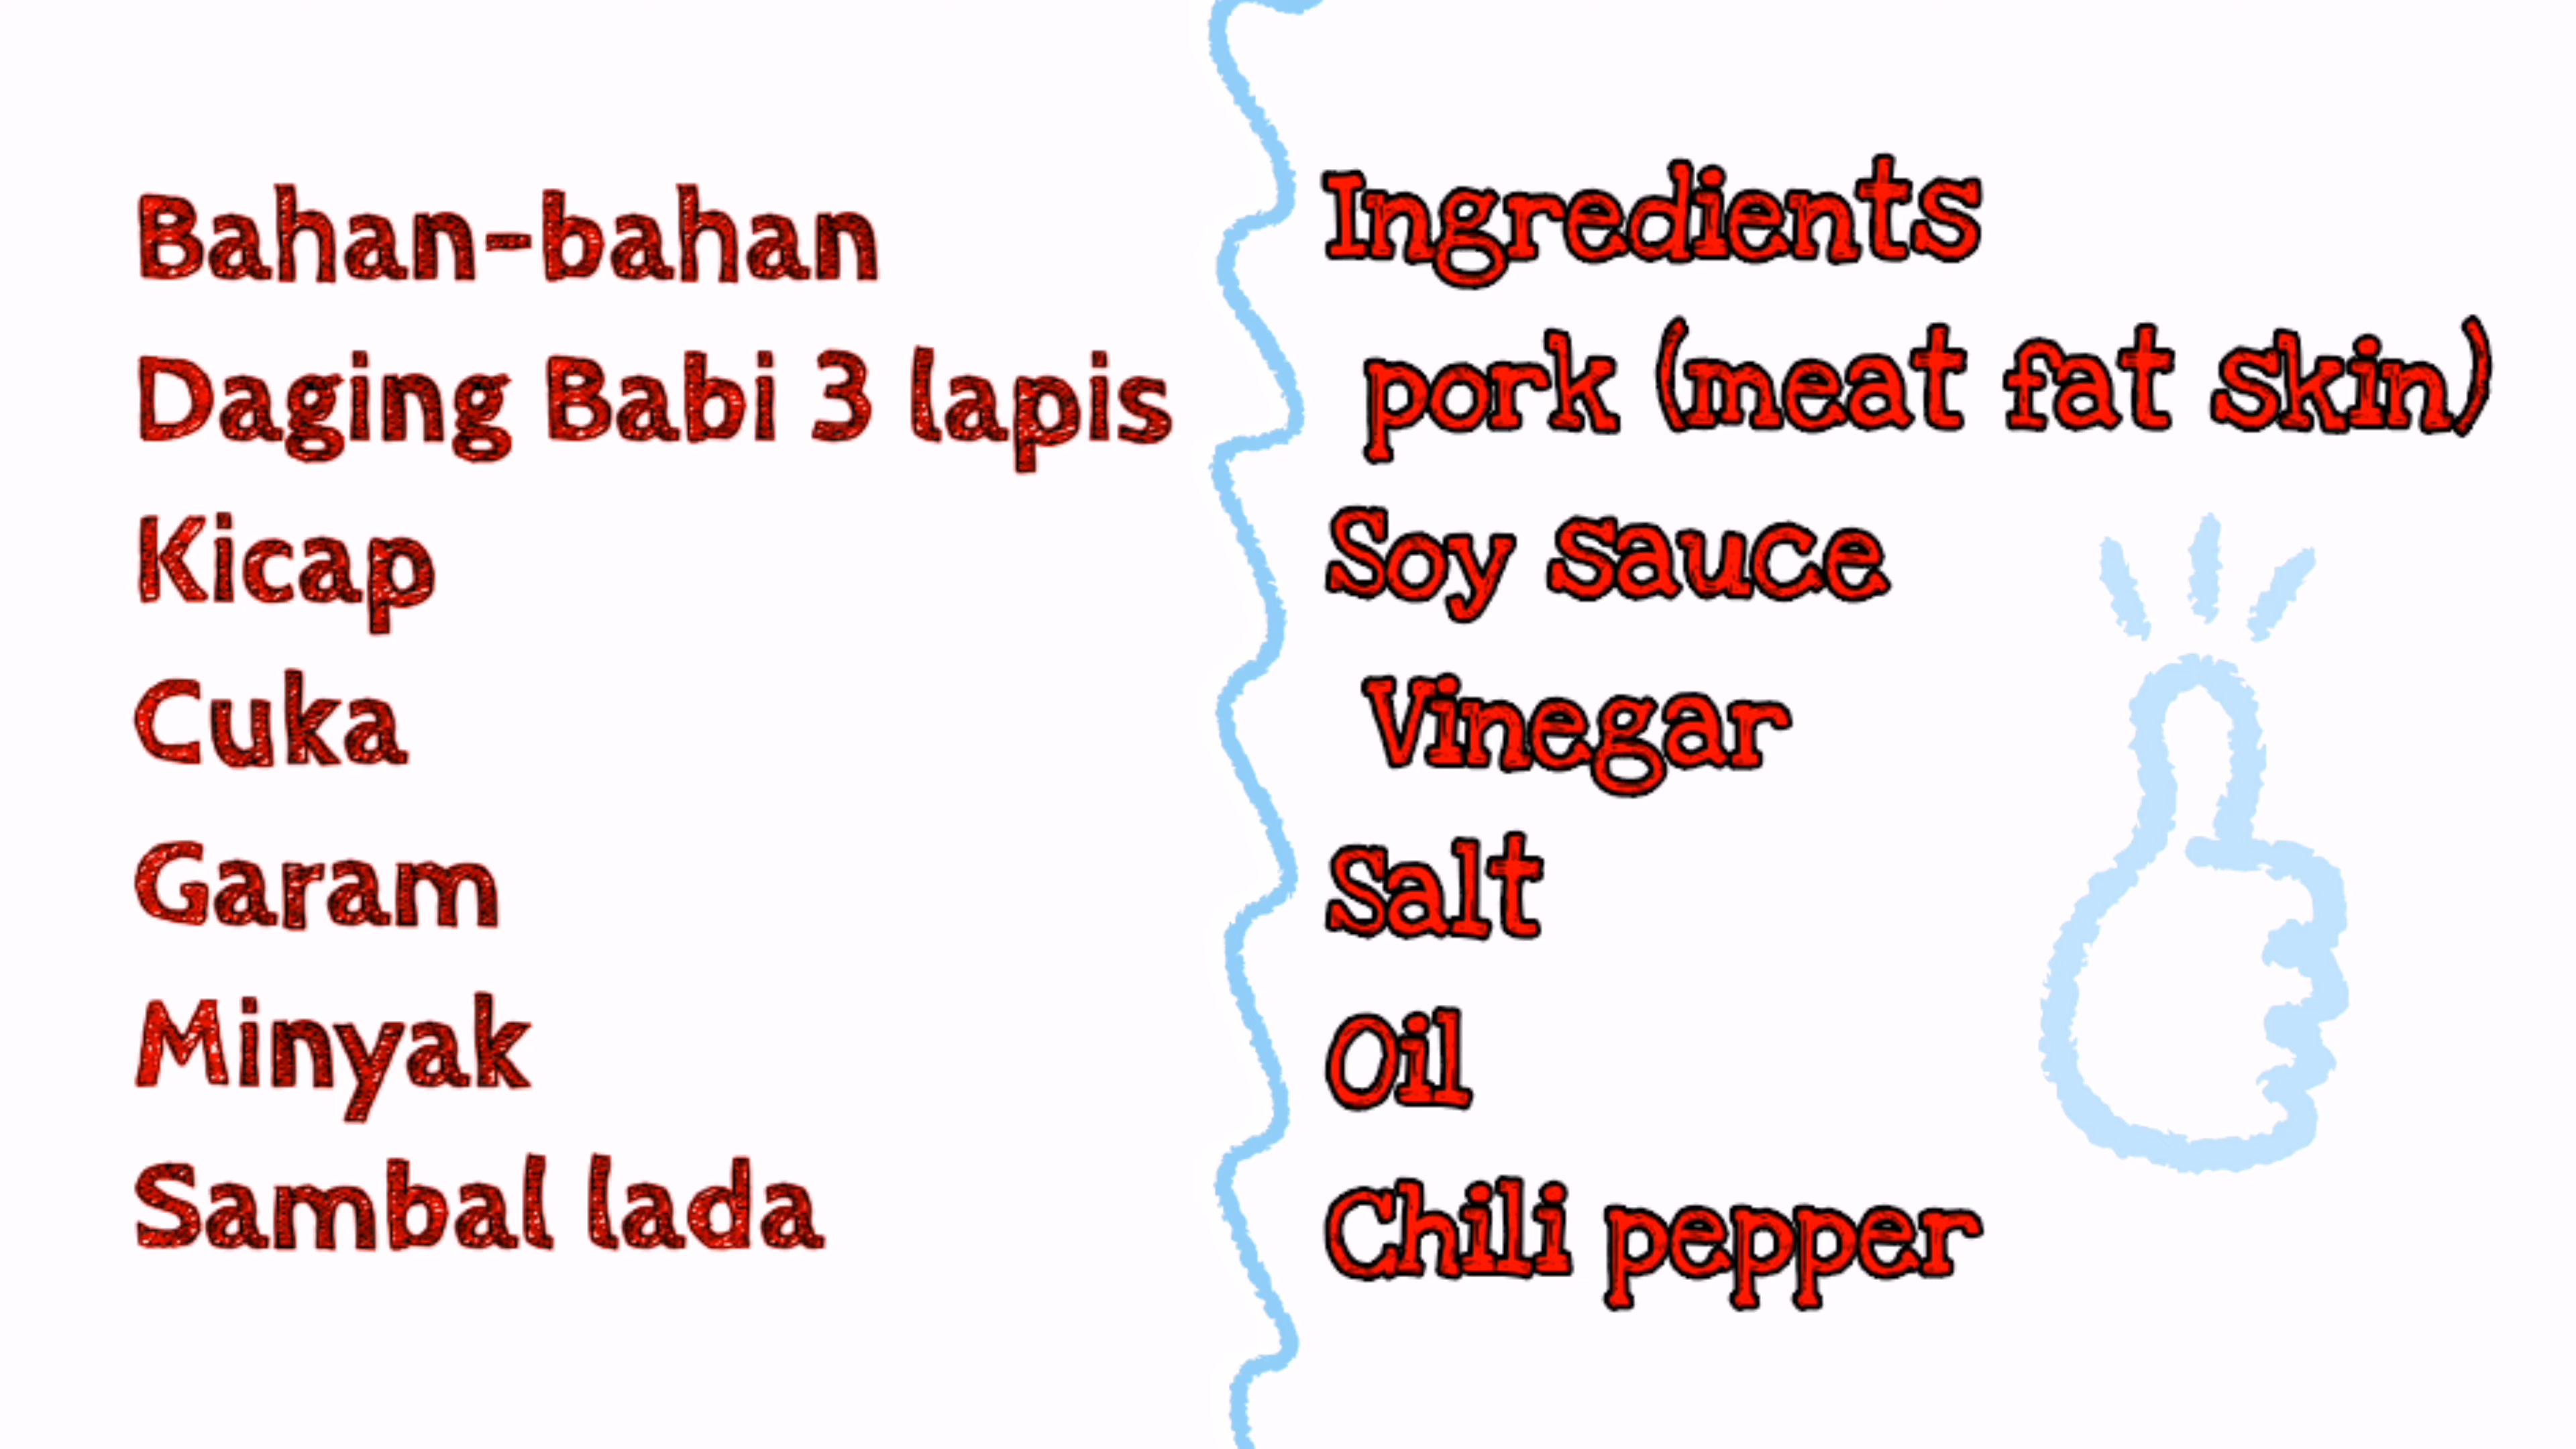 Bahan-bahan
Daging Babi 3 lapis
Kicap
Cuka
Garam
Minyak
Sambal lada
Ingredients
pork (meat fat skin)
Soy sauce
Vinegar
Salt
Oil
Chili pepper